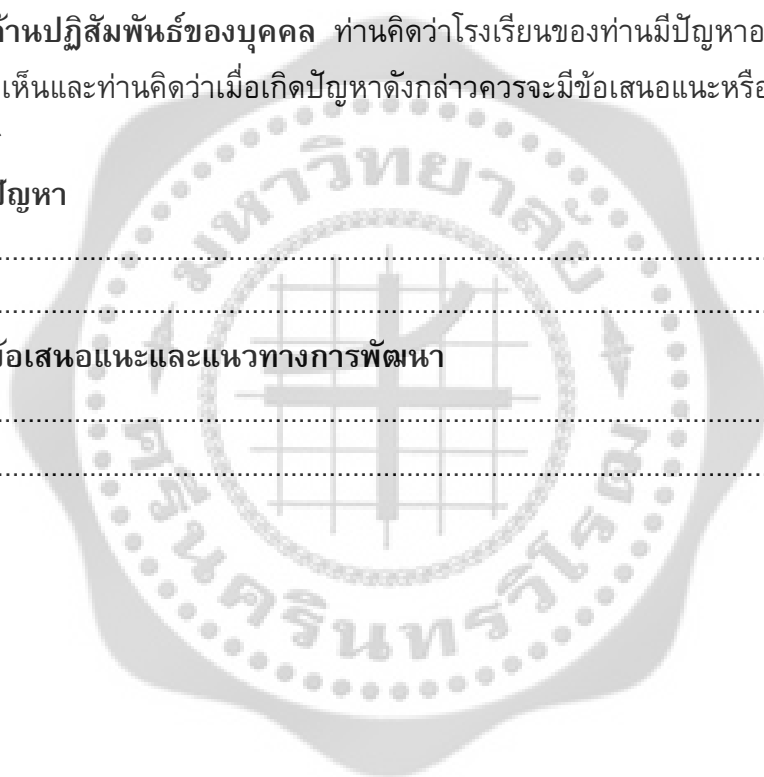 ด้านปฏิสัมพันธ์ของบุคคล ท่านคิดว่าโรงเรียนของท่านมีปัญหาอ
เห็นและท่านคิดว่าเมื่อเกิดปัญหาดังกล่าวควรจะมีข้อเสนอแนะหรือ
ปัญหา
ข้อเสนอแนะและแนวทางการพัฒนา
มหาวิทยาลัย
ศรีนครินทรวิโรฒ